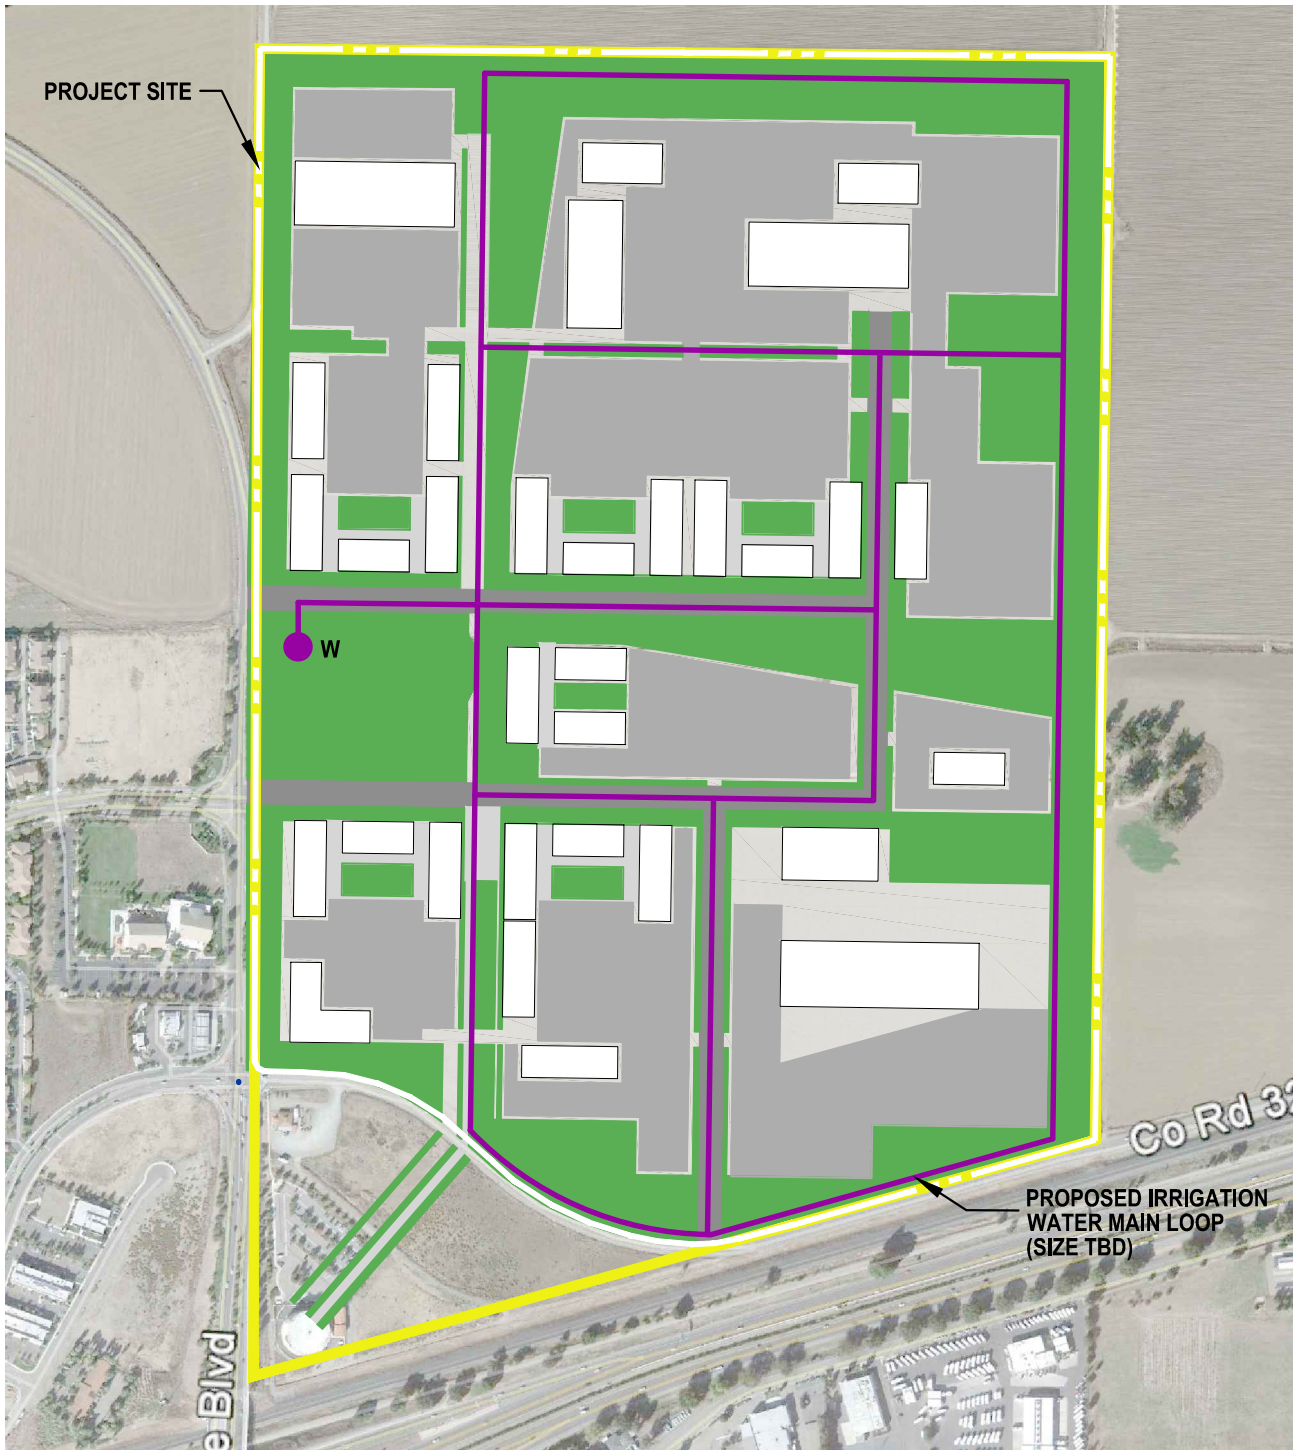 PROJECT SITE
W
Co Rd 32
PROPOSED IRRIGATION
WATER MAIN LOOP
(SIZE TBD)
e Blvd